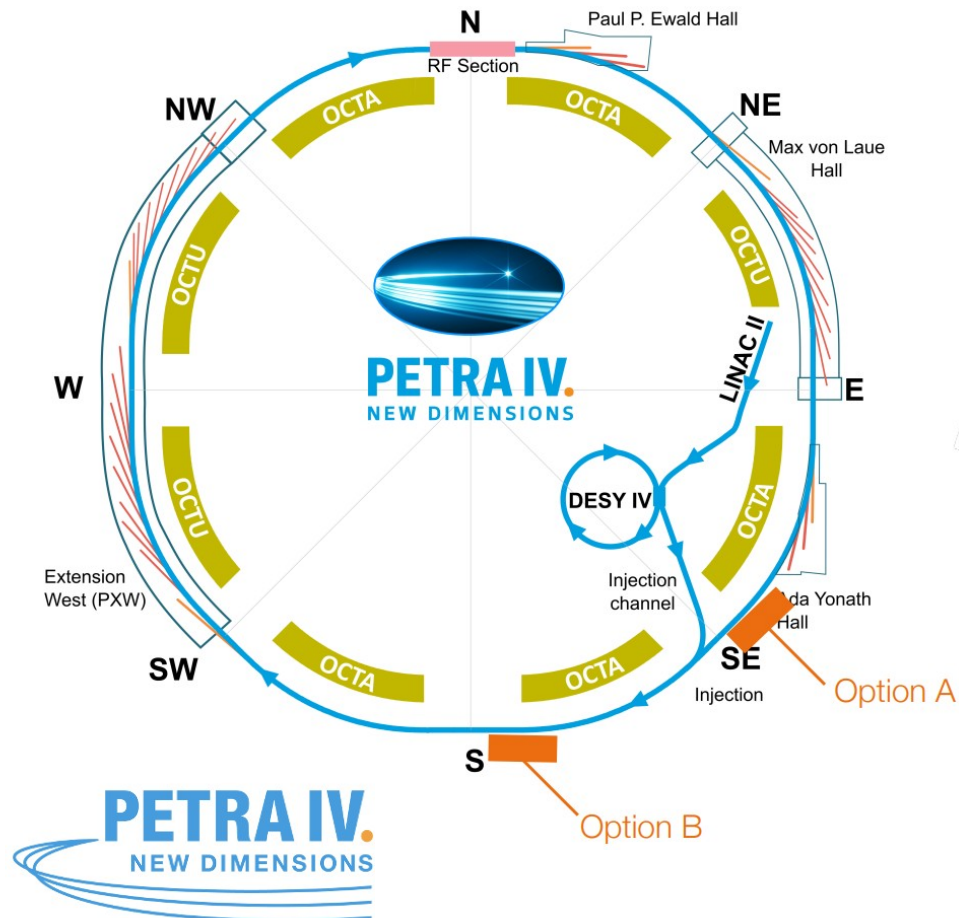 N
Paul P. Ewald Hall
RF Section
OCTA
OCTA
NW
NE
Max von Laue
Hall
OCTU
OCTU
LINAC II
PETRA IV.
NEW DIMENSIONS
W
E
OCTU
DESY IV
OCTA
Extension
West (PXW)
Injection
channel
Ada Yonath
Hall
SW
OCTA
OCTA
SE
Injection
Option A
S
Option B
PETRA IV.
NEW DIMENSIONS